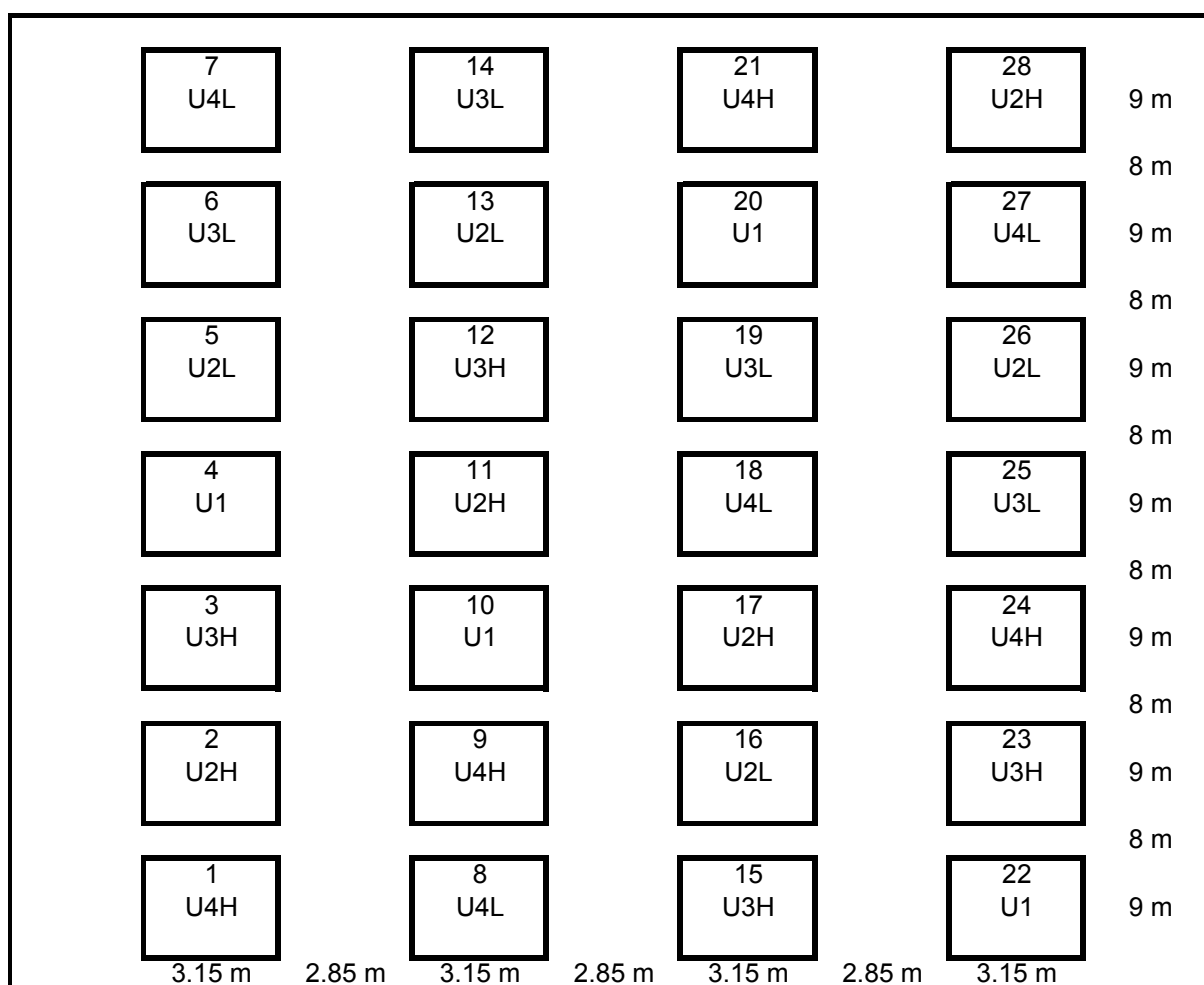 7 14 21 28
U4L U3L U4H U2H 9 m
8 m
6 13 20 27
U3L U2L U1 U4L 9 m
8 m
5 12 19 26
U2L U3H U3L U2L 9 m
8 m
4 11 18 25
U1 U2H U4L U3L 9 m
8 m
3 10 17 24
U3H U1 U2H U4H 9 m
8 m
2 9 16 23
U2H U4H U2L U3H 9 m
8 m
1 8 15 22
U4H U4L U3H U1 9 m
3.15 m 2.85 m 3.15 m 2.85 m 3.15 m 2.85 m 3.15 m